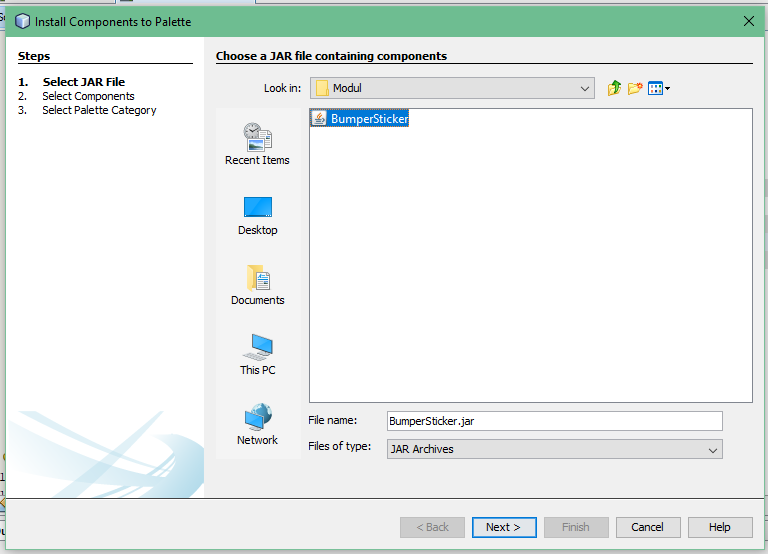 Install Components to Palette
Steps
1. Select JAR File
2. Select Components
3. Select Palette Category
Choose a JAR file containing components
Look in: Modul
BumperSticker
Recent Items
Desktop
Documents
This PC
Network
File name: BumperSticker.jar
Files of type: JAR Archives
< Back Next > Finish Cancel Help